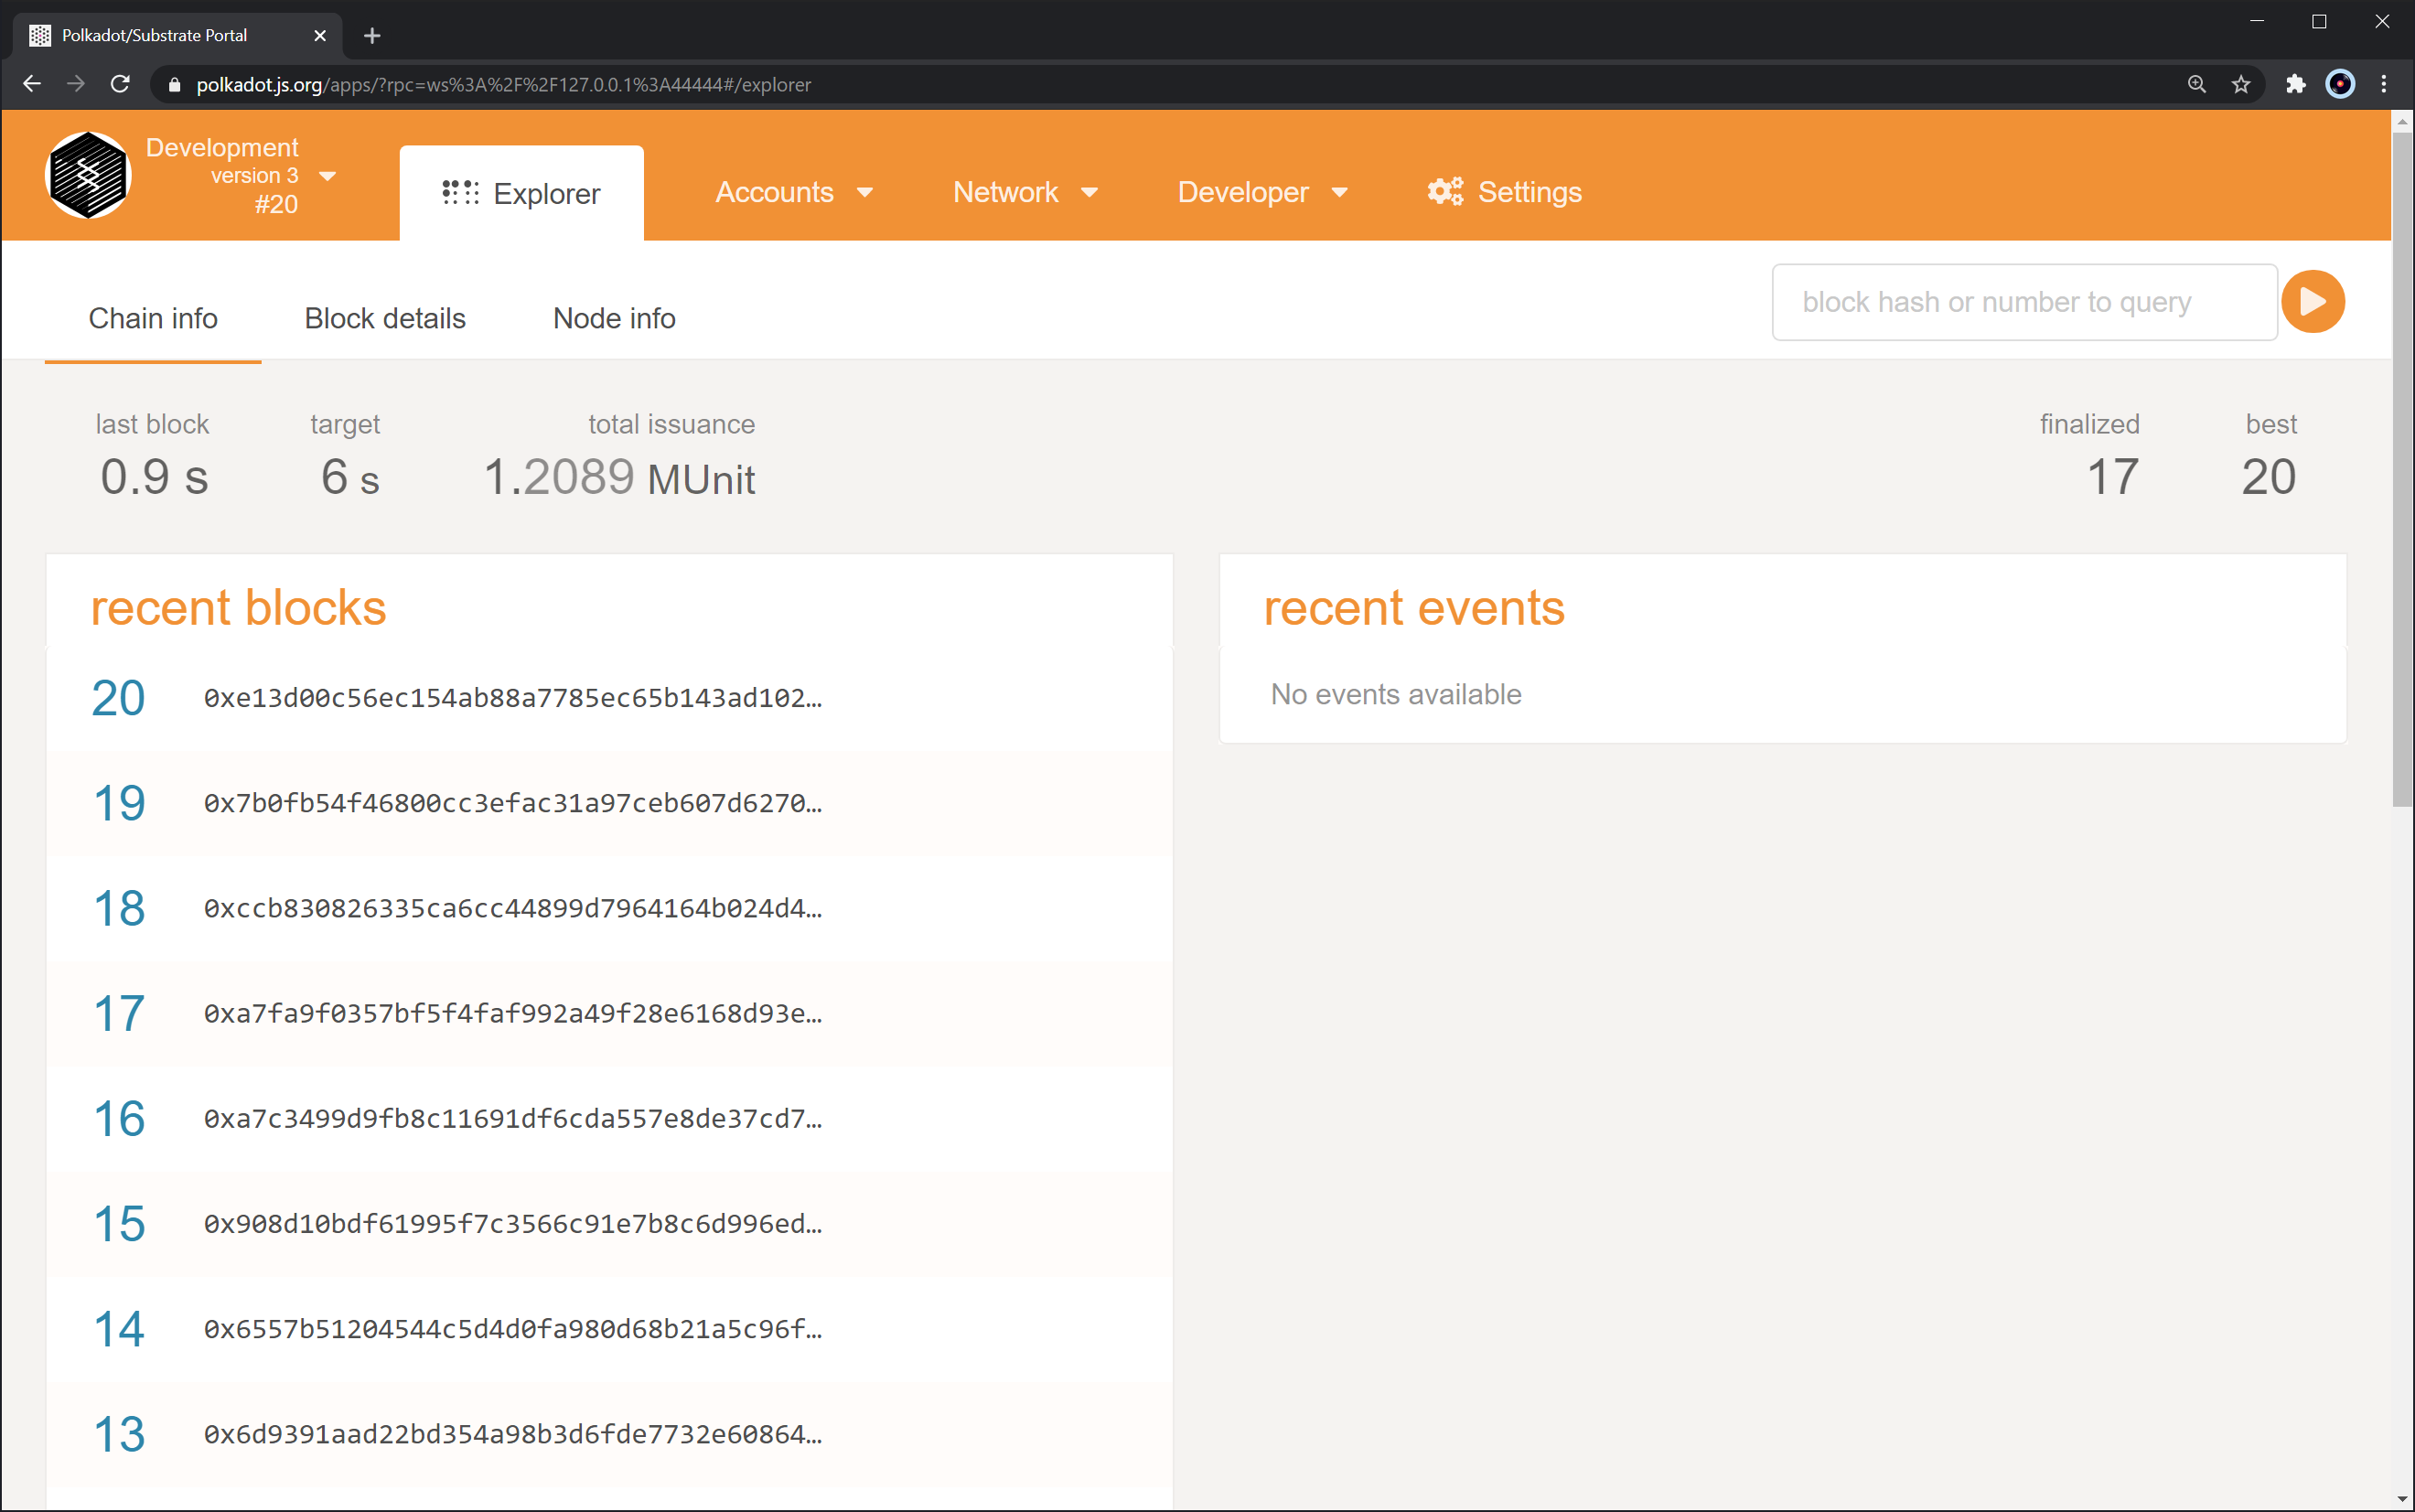 Polkadot/Substrate Portal
polkadot.js.org/apps/?rpc=ws%3A%2F%2F127.0.0.1%3A44444#/explorer
Development
version 3
#20
Explorer
Accounts
Network
Developer
Settings
Chain info
Block details
Node info
block hash or number to query
last block
0.9 s
target
6 s
total issuance
1.2089 MUnit
finalized
17
best
20
recent blocks
20 0xe13d00c56ec154ab88a7785ec65b143ad102…
19 0x7b0fb54f46800cc3efac31a97ceb607d6270…
18 0xccb830826335ca6cc44899d7964164b024d4…
17 0xa7fa9f0357bf5f4faf992a49f28e6168d93e…
16 0xa7c3499d9fb8c11691df6cda557e8de37cd7…
15 0x908d10bdf61995f7c3566c91e7b8c6d996ed…
14 0x6557b51204544c5d4d0fa980d68b21a5c96f…
13 0x6d9391aad22bd354a98b3d6fde7732e60864…
recent events
No events available